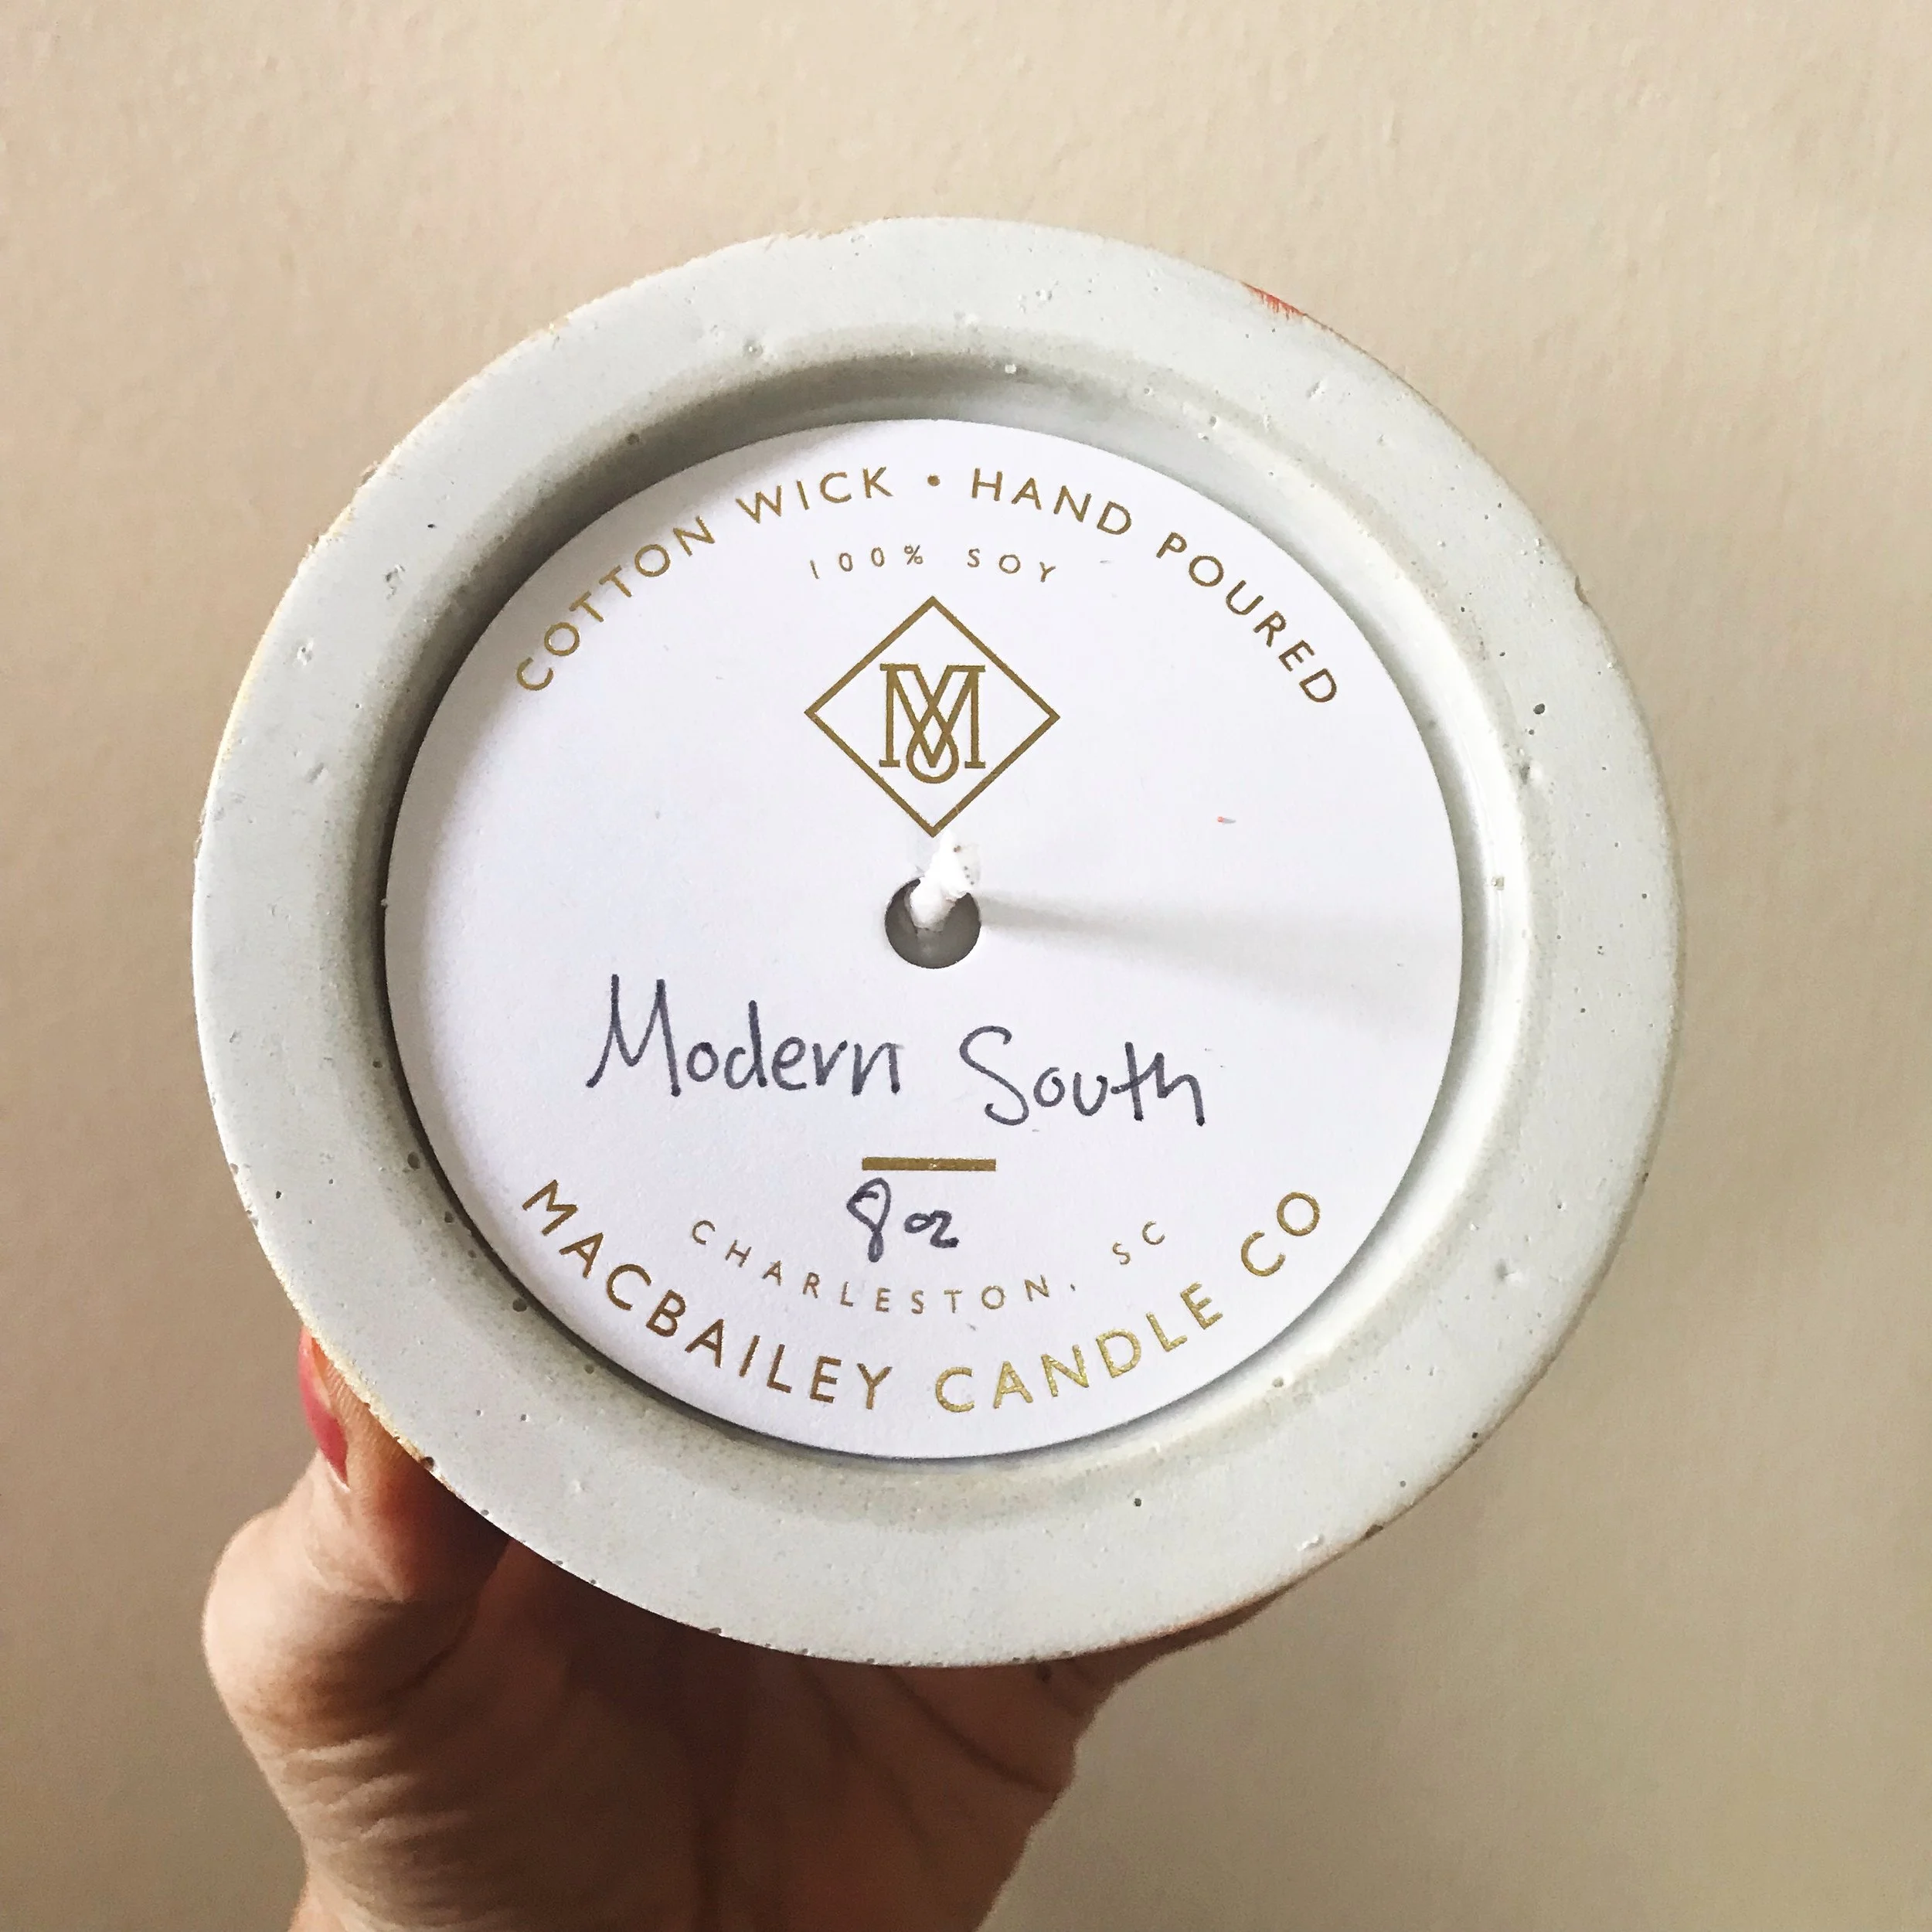 COTTON WICK • HAND POURED
100% SOY
M
Modern South
8oz
CHARLESTON, SC
MACBAILEY CANDLE CO